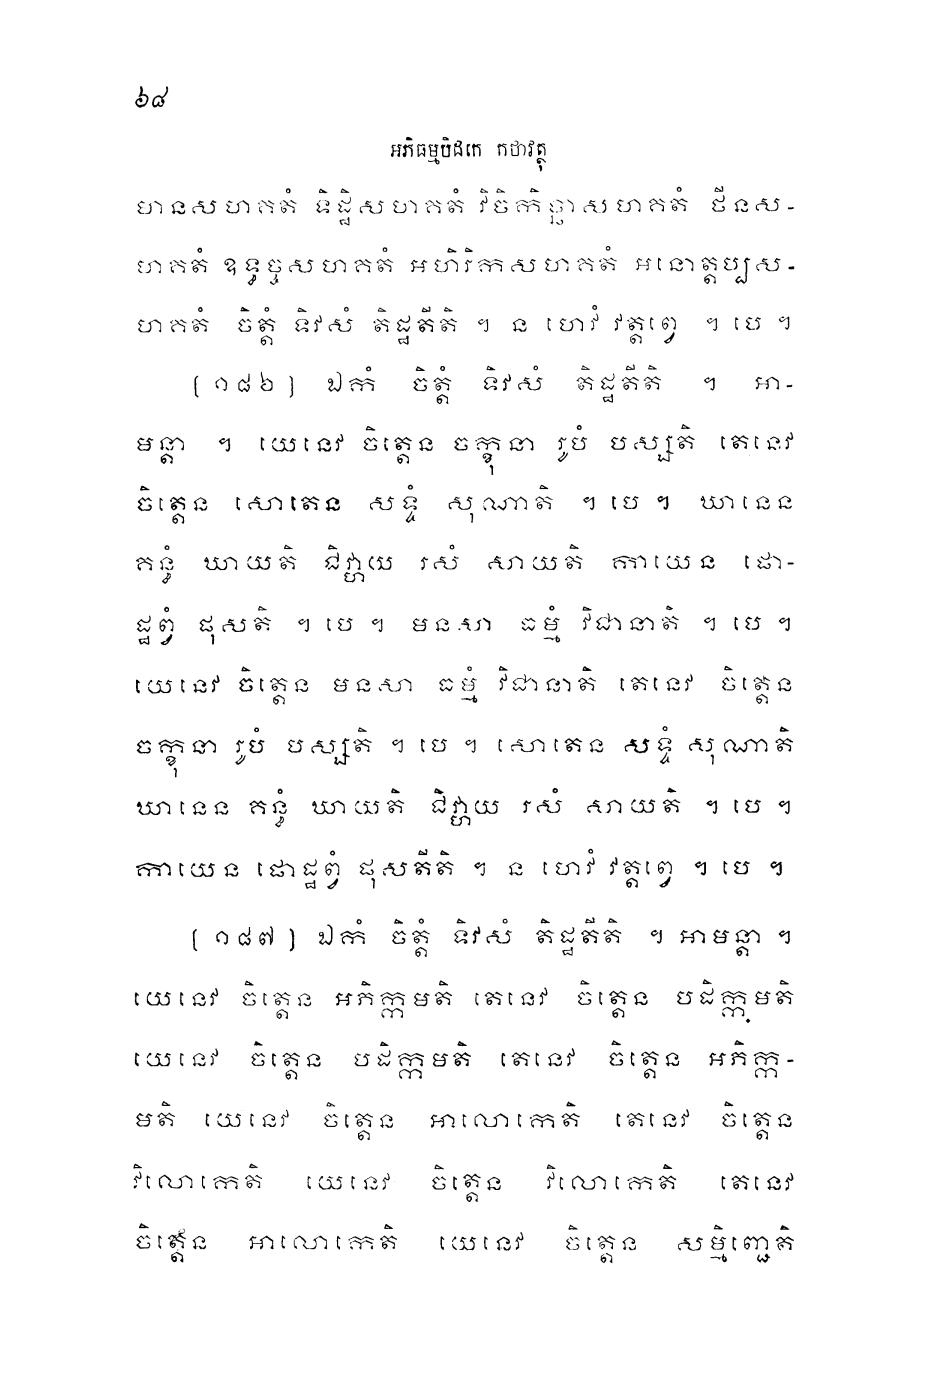 ៦៨
អភិធម្មបិដកេ កថាវត្ថុ
មានសហគតំ ទិដ្ឋិសហគតំ វិចិកិច្ឆាសហគតំ ថីនស-
ហគតំ ឧទ្ធច្ចសហគតំ អហិរិកសហគតំ អនោត្តប្បស-
ហគតំ ចិត្តំ ទិវសំ តិដ្ឋតីតិ ។ ន ហេវំ វត្តព្វេ ។ បេ ។
(១៨៦) ឯកំ ចិត្តំ ទិវសំ តិដ្ឋតីតិ ។ អា-
មន្តា ។ យេនេវ ចិត្តេន ចក្ខុនា រូបំ បស្សតិ តេនេវ
ចិត្តេន សោតេន សទ្ទំ សុណាតិ ។ បេ ។ ឃានេន
គន្ធំ ឃាយតិ ជិវ្ហាយ រសំ សាយតិ កាយេន ផោ-
ដ្ឋព្វំ ផុសតិ ។ បេ ។ មនសា ធម្មំ វិជានាតិ ។ បេ ។
យេនេវ ចិត្តេន មនសា ធម្មំ វិជានាតិ តេនេវ ចិត្តេន
ចក្ខុនា រូបំ បស្សតិ ។ បេ ។ សោតេន សទ្ទំ សុណាតិ
ឃានេន គន្ធំ ឃាយតិ ជិវ្ហាយ រសំ សាយតិ ។ បេ ។
កាយេន ផោដ្ឋព្វំ ផុសតីតិ ។ ន ហេវំ វត្តព្វេ ។ បេ ។
(១៨៧) ឯកំ ចិត្តំ ទិវសំ តិដ្ឋតីតិ ។ អាមន្តា ។
យេនេវ ចិត្តេន អភិក្កមតិ តេនេវ ចិត្តេន បដិក្កមតិ
យេនេវ ចិត្តេន បដិក្កមតិ តេនេវ ចិត្តេន អភិក្ក-
មតិ យេនេវ ចិត្តេន អាលោកេតិ តេនេវ ចិត្តេន
វិលោកេតិ យេនេវ ចិត្តេន វិលោកេតិ តេនេវ
ចិត្តេន អាលោកេតិ យេនេវ ចិត្តេន សម្មិញ្ជេតិ